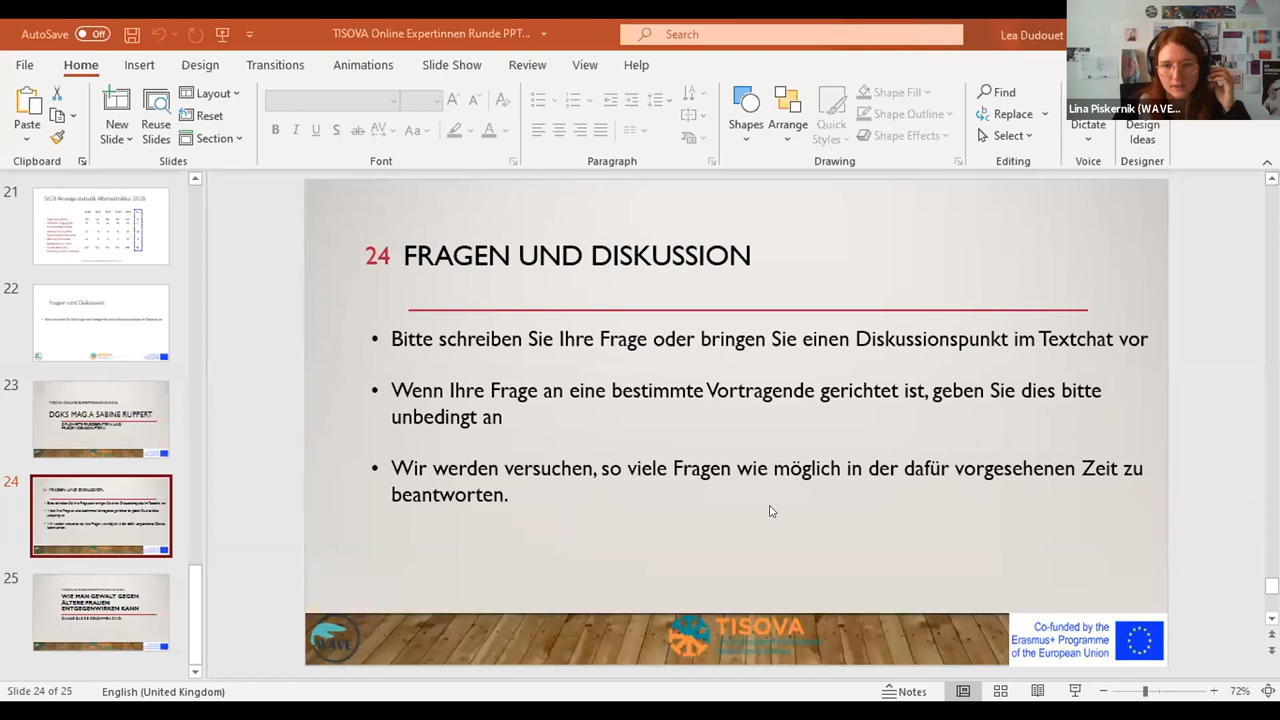 AutoSave Off
TISOVA Online Expertinnen Runde PPT...
Search
Lea Dudouet
Lina Piskernik (WAVE...
File Home Insert Design Transitions Animations Slide Show Review View Help
Paste
New Slide
Reuse Slides
Layout
Reset
Section
Shapes
Arrange
Quick Styles
Shape Fill
Shape Outline
Shape Effects
Find
Replace
Select
Dictate
Design Ideas
Clipboard Slides Font Paragraph Drawing Editing Voice Designer
21
SIGIS Anzeigestatistik Altersstruktur 2018
22
Fragen und Diskussion
23
DGKS MAG.A SABINE RUPPERT
24
FRAGEN UND DISKUSSION
25
WIE MAN GEWALT GEGEN
ÄLTERE FRAUEN
ENTGEGENWIRKEN KANN
24 FRAGEN UND DISKUSSION
• Bitte schreiben Sie Ihre Frage oder bringen Sie einen Diskussionspunkt im Textchat vor
• Wenn Ihre Frage an eine bestimmte Vortragende gerichtet ist, geben Sie dies bitte
unbedingt an
• Wir werden versuchen, so viele Fragen wie möglich in der dafür vorgesehenen Zeit zu
beantworten.
WAVE
TISOVA
Co-funded by the
Erasmus+ Programme
of the European Union
Slide 24 of 25
English (United Kingdom)
Notes
72%